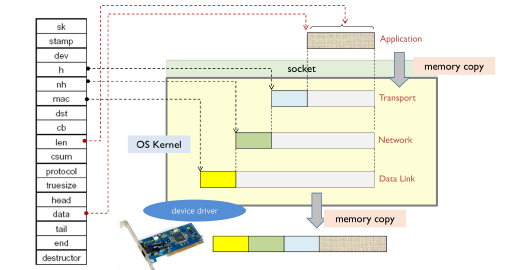 sk
stamp
dev
h
nh
mac
dst
cb
len
csum
protocol
truesize
head
data
tail
end
destructor
Application
memory copy
socket
Transport
Network
OS Kernel
Data Link
device driver
memory copy